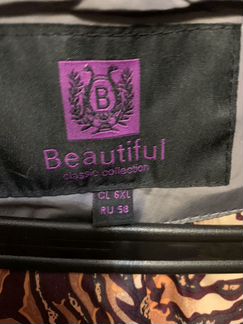 B
Beautiful
classic collection
CL 6XL
RU 58